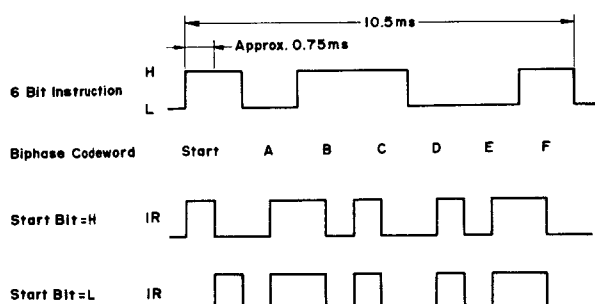 10.5ms
Approx. 0.75ms
H
6 Bit Instruction
L
Biphase Codeword Start A B C D E F
Start Bit=H IR
Start Bit=L IR